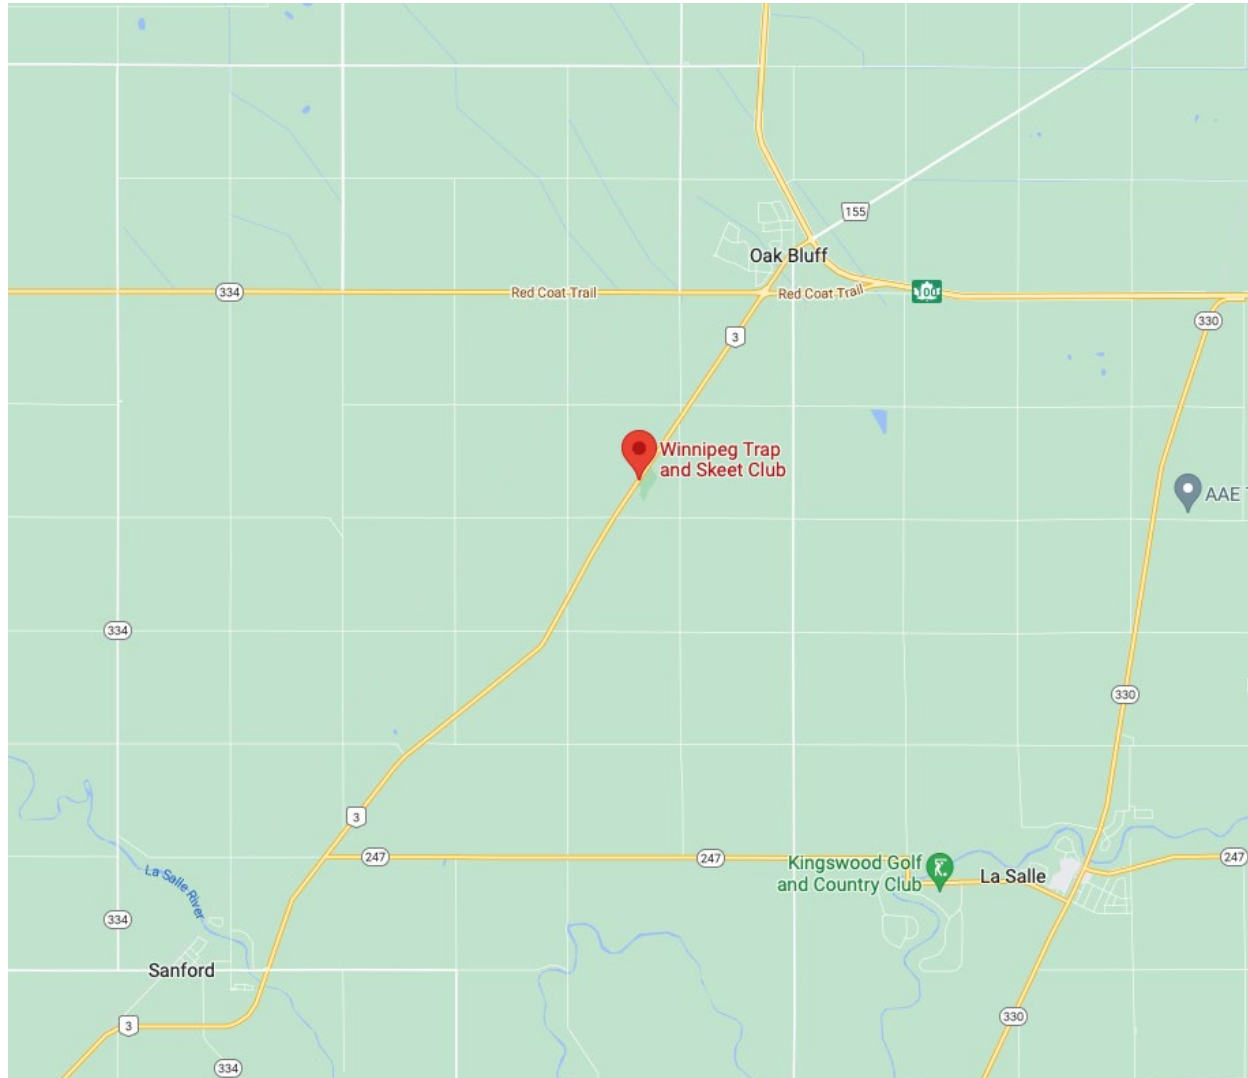 155
Oak Bluff
334
Red Coat Trail
Red Coat Trail
100
330
3
Winnipeg Trap
and Skeet Club
AAE
334
330
3
247
247
Kingswood Golf
and Country Club
La Salle
247
La Salle River
334
Sanford
3
330
334